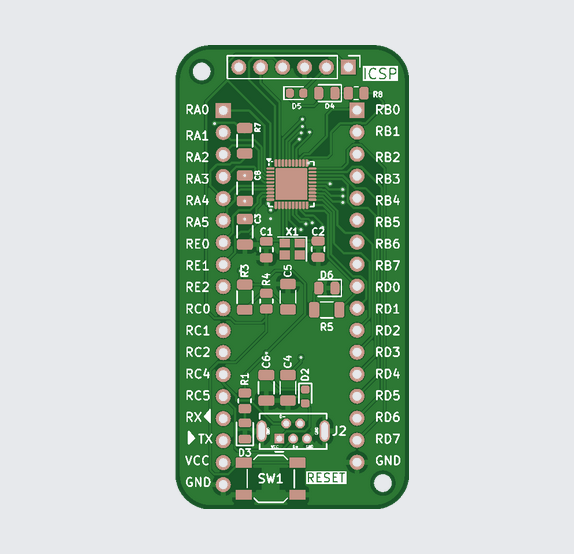 ICSP
D5
D4
R8
RA0
RB0
RA1
R7
RB1
RA2
RB2
RA3
C8
RB3
RA4
RB4
RA5
C3
RB5
RE0
C1
X1
C2
RB6
RE1
RB7
RE2
R3
R4
C5
D6
RD0
RC0
RD1
R5
RC1
RD2
RC2
RD3
RC4
C6
C4
D2
RD4
RC5
R1
RD5
RX
RD6
TX
J2
RD7
D3
VCC
GND
GND
SW1
RESET